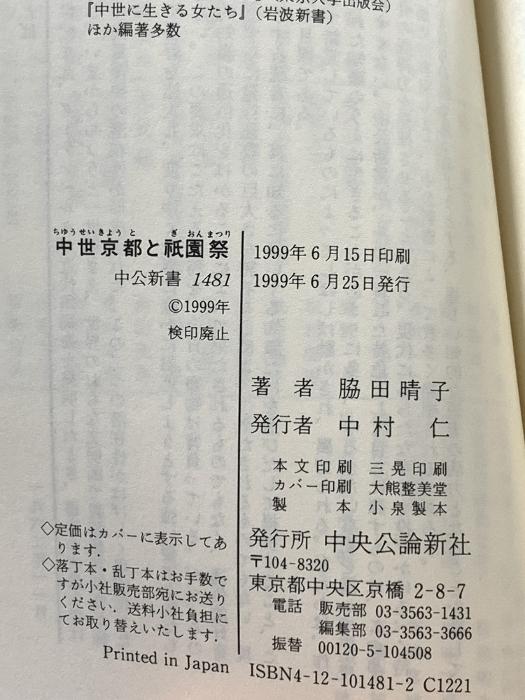 『中世に生きる女たち』（岩波新書）
ほか編著多数
ちゆうせいきようと ぎおんまつり
中世京都と祇園祭
中公新書 1481
©1999年
検印廃止
1999年6月15日印刷
1999年6月25日発行
著者 脇田晴子
発行者 中村 仁
本文印刷 三晃印刷
カバー印刷 大熊整美堂
製本 小泉製本
発行所 中央公論新社
〒104-8320
東京都中央区京橋 2-8-7
電話 販売部 03-3563-1431
編集部 03-3563-3666
振替 00120-5-104508
ISBN4-12-101481-2 C1221
◇定価はカバーに表示してあ
ります．
◇落丁本・乱丁本はお手数で
すが小社販売部宛にお送り
ください．送料小社負担に
てお取り替えいたします．
Printed in Japan